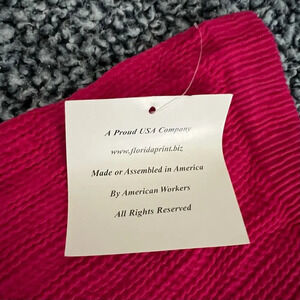 A Proud USA Company
www.floridaprint.biz
Made or Assembled in America
By American Workers
All Rights Reserved